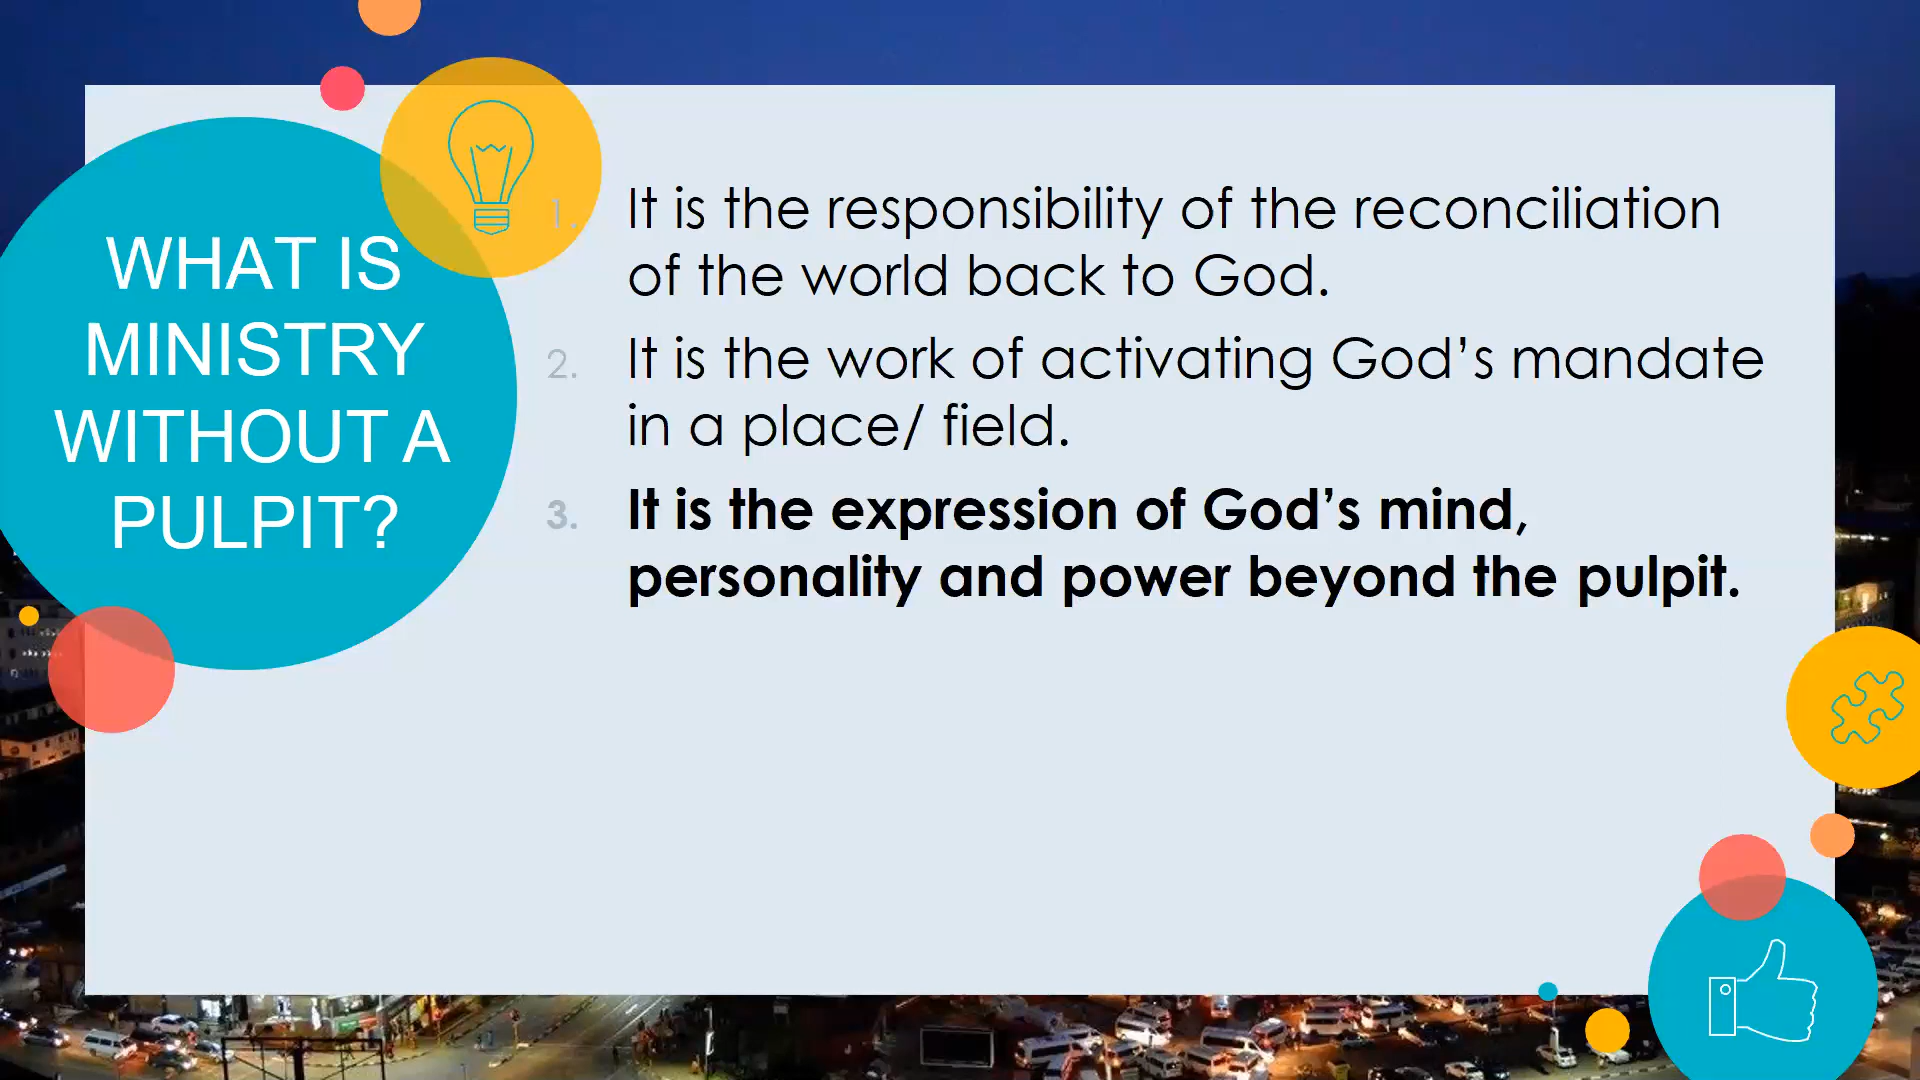 WHAT IS
MINISTRY
WITHOUT A
PULPIT?
1. It is the responsibility of the reconciliation
of the world back to God.
2. It is the work of activating God’s mandate
in a place/ field.
3. It is the expression of God’s mind,
personality and power beyond the pulpit.